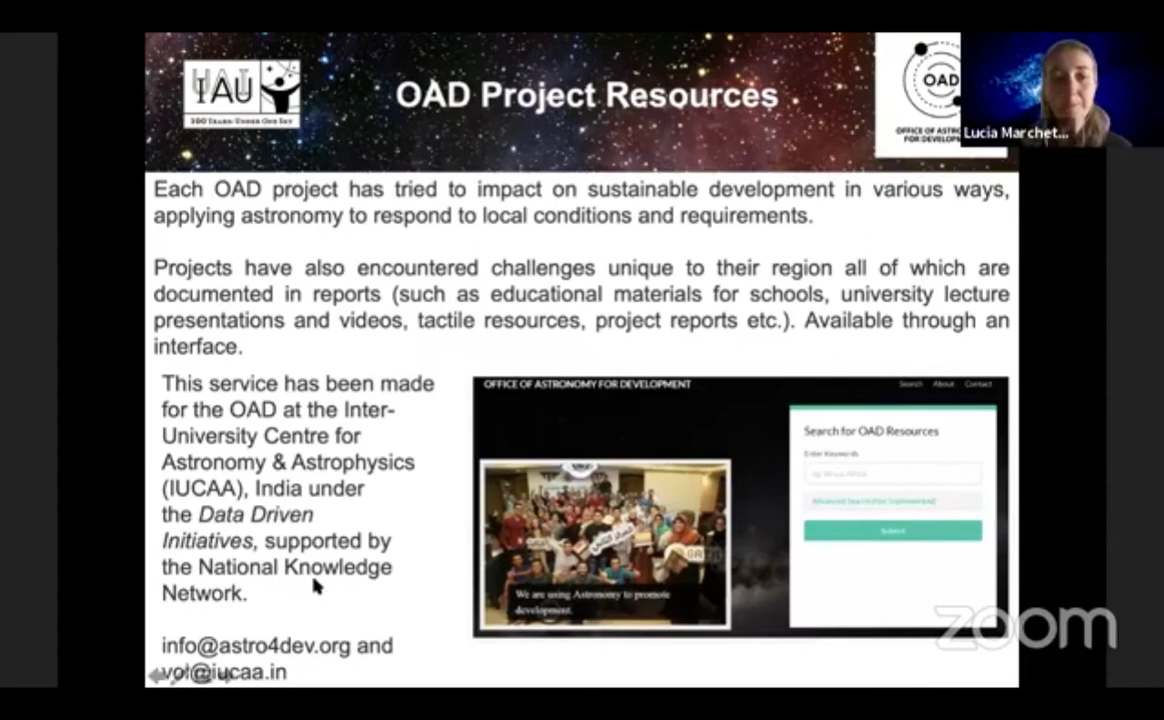 IAU
100 YEARS: UNDER ONE SKY
OAD Project Resources
OAD
OFFICE OF
FOR
Lucia Marchet...
Each OAD project has tried to impact on sustainable development in various ways,
applying astronomy to respond to local conditions and requirements.
Projects have also encountered challenges unique to their region all of which are
documented in reports (such as educational materials for schools, university lecture
presentations and videos, tactile resources, project reports etc.). Available through an
interface.
This service has been made
for the OAD at the Inter-
University Centre for
Astronomy & Astrophysics
(IUCAA), India under
the Data Driven
Initiatives, supported by
the National Knowledge
Network.
info@astro4dev.org and
vol@iucaa.in
OFFICE OF ASTRONOMY FOR DEVELOPMENT
Search About Contact
Search for OAD Resources
Enter Keywords
Submit
We are using Astronomy to promote
development.
zoom